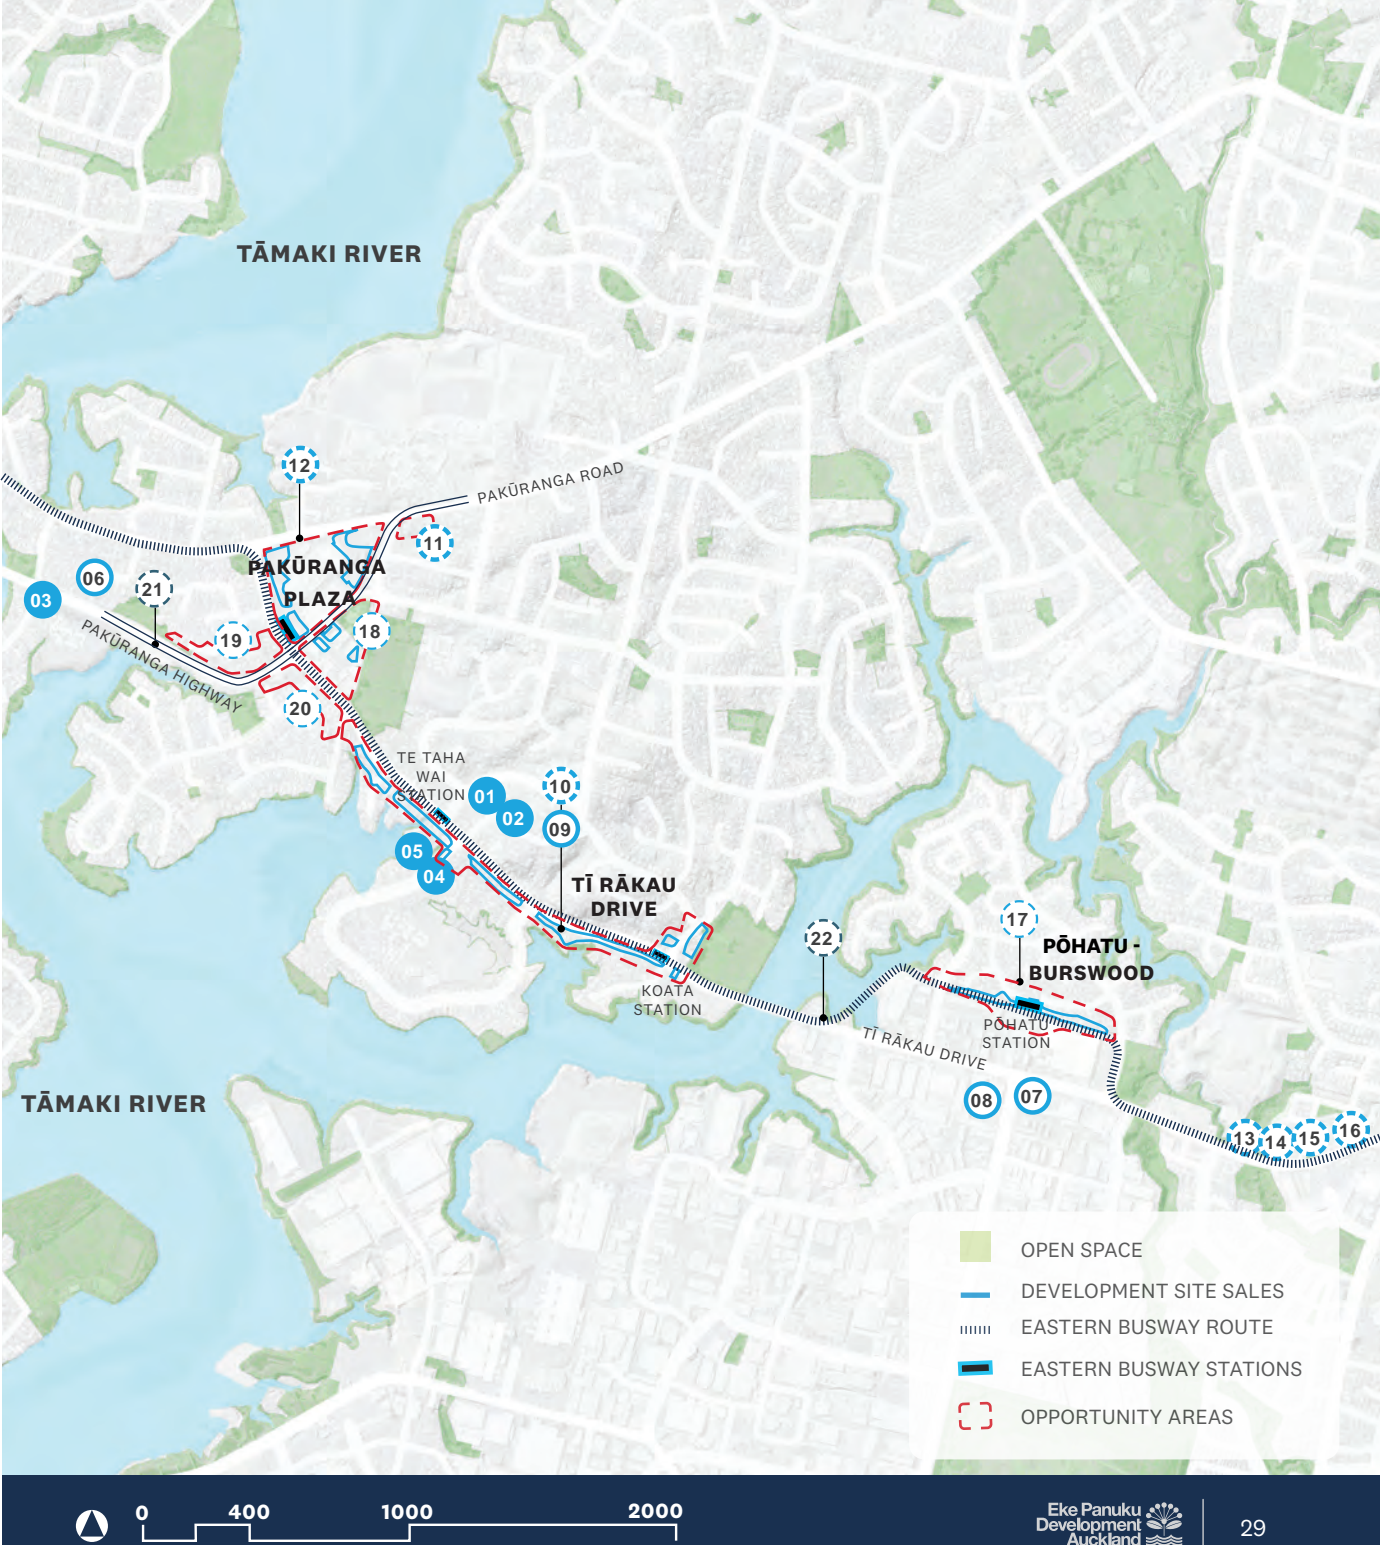 TĀMAKI RIVER
12
PAKŪRANGA ROAD
11
PAKŪRANGA
PLAZA
06
21
03
19
18
PAKŪRANGA HIGHWAY
20
TE TAHA
WAI
STATION
01
02
10
09
05
04
TĪ RĀKAU
DRIVE
22
17
PŌHATU -
BURSWOOD
KOATA
STATION
PŌHATU
STATION
TĪ RĀKAU DRIVE
08
07
TĀMAKI RIVER
13
14
15
16
OPEN SPACE
DEVELOPMENT SITE SALES
EASTERN BUSWAY ROUTE
EASTERN BUSWAY STATIONS
OPPORTUNITY AREAS
0
400
1000
2000
Eke Panuku
Development
Auckland
29